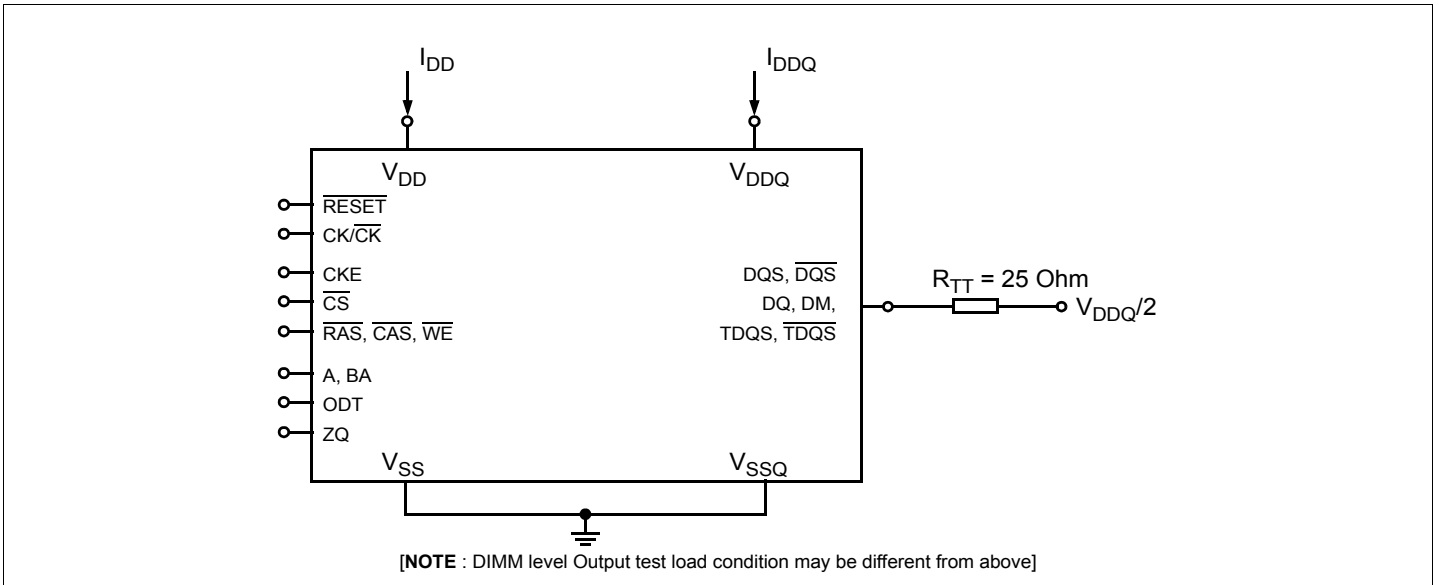 IDD
IDDQ
VDD
VDDQ
RESET
CK/CK
CKE
CS
RAS, CAS, WE
A, BA
ODT
ZQ
DQS, DQS
DQ, DM,
TDQS, TDQS
RTT = 25 Ohm
VDDQ/2
VSS
VSSQ
[NOTE : DIMM level Output test load condition may be different from above]